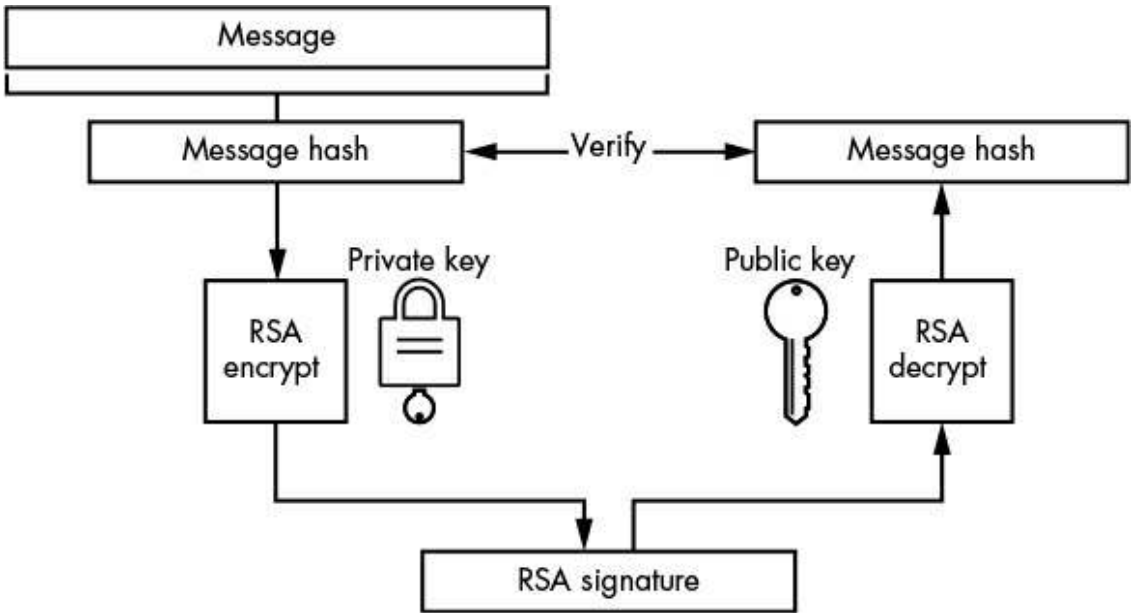 Message
Message hash
Verify
Message hash
Private key
Public key
RSA
encrypt
RSA
decrypt
RSA signature